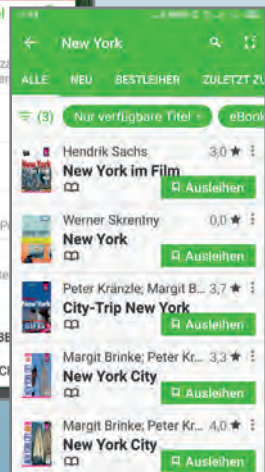 New York
ALLE NEU BESTLEIHER ZULETZT ZU
(3) Nur verfügbare Titel eBook
Hendrik Sachs 3,0 ★
New York im Film
Ausleihen
Werner Skrentny 0,0 ★
New York
Ausleihen
Peter Kränzle; Margit B... 3,7 ★
City-Trip New York
Ausleihen
Margit Brinke; Peter Kr... 3,3 ★
New York City
Ausleihen
Margit Brinke; Peter Kr... 4,0 ★
New York City
Ausleihen